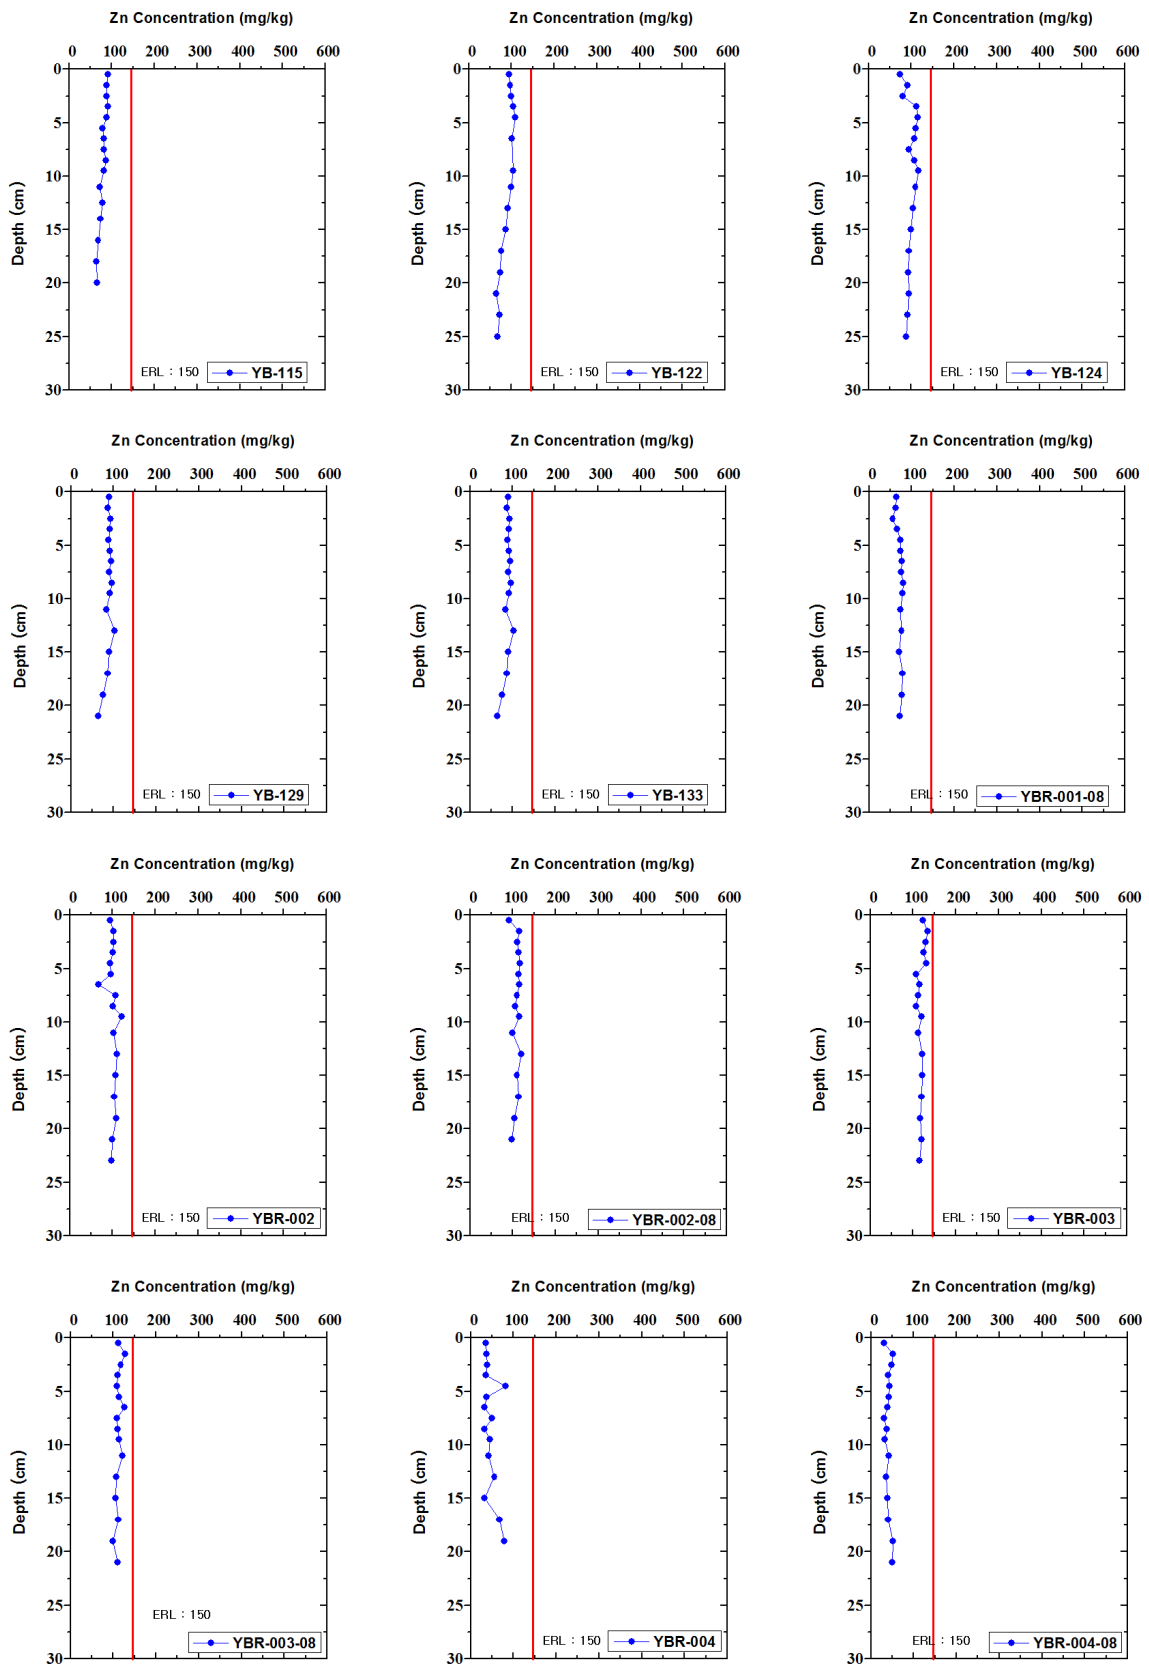 Zn Concentration (mg/kg) Zn Concentration (mg/kg) Zn Concentration (mg/kg)
0 100 200 300 400 500 600 0 100 200 300 400 500 600 0 100 200 300 400 500 600
0 0 0
5 5 5
10 10 10
Depth (cm) Depth (cm) Depth (cm)
15 15 15
20 20 20
25 25 25
ERL : 150 YB-115 ERL : 150 YB-122 ERL : 150 YB-124
30 30 30
Zn Concentration (mg/kg) Zn Concentration (mg/kg) Zn Concentration (mg/kg)
0 100 200 300 400 500 600 0 100 200 300 400 500 600 0 100 200 300 400 500 600
0 0 0
5 5 5
10 10 10
Depth (cm) Depth (cm) Depth (cm)
15 15 15
20 20 20
25 25 25
ERL : 150 YB-129 ERL : 150 YB-133 ERL : 150 YBR-001-08
30 30 30
Zn Concentration (mg/kg) Zn Concentration (mg/kg) Zn Concentration (mg/kg)
0 100 200 300 400 500 600 0 100 200 300 400 500 600 0 100 200 300 400 500 600
0 0 0
5 5 5
10 10 10
Depth (cm) Depth (cm) Depth (cm)
15 15 15
20 20 20
25 25 25
ERL : 150 YBR-002 ERL : 150 YBR-002-08 ERL : 150 YBR-003
30 30 30
Zn Concentration (mg/kg) Zn Concentration (mg/kg) Zn Concentration (mg/kg)
0 100 200 300 400 500 600 0 100 200 300 400 500 600 0 100 200 300 400 500 600
0 0 0
5 5 5
10 10 10
Depth (cm) Depth (cm) Depth (cm)
15 15 15
20 20 20
25 25 25
ERL : 150
YBR-003-08 ERL : 150 YBR-004 ERL : 150 YBR-004-08
30 30 30